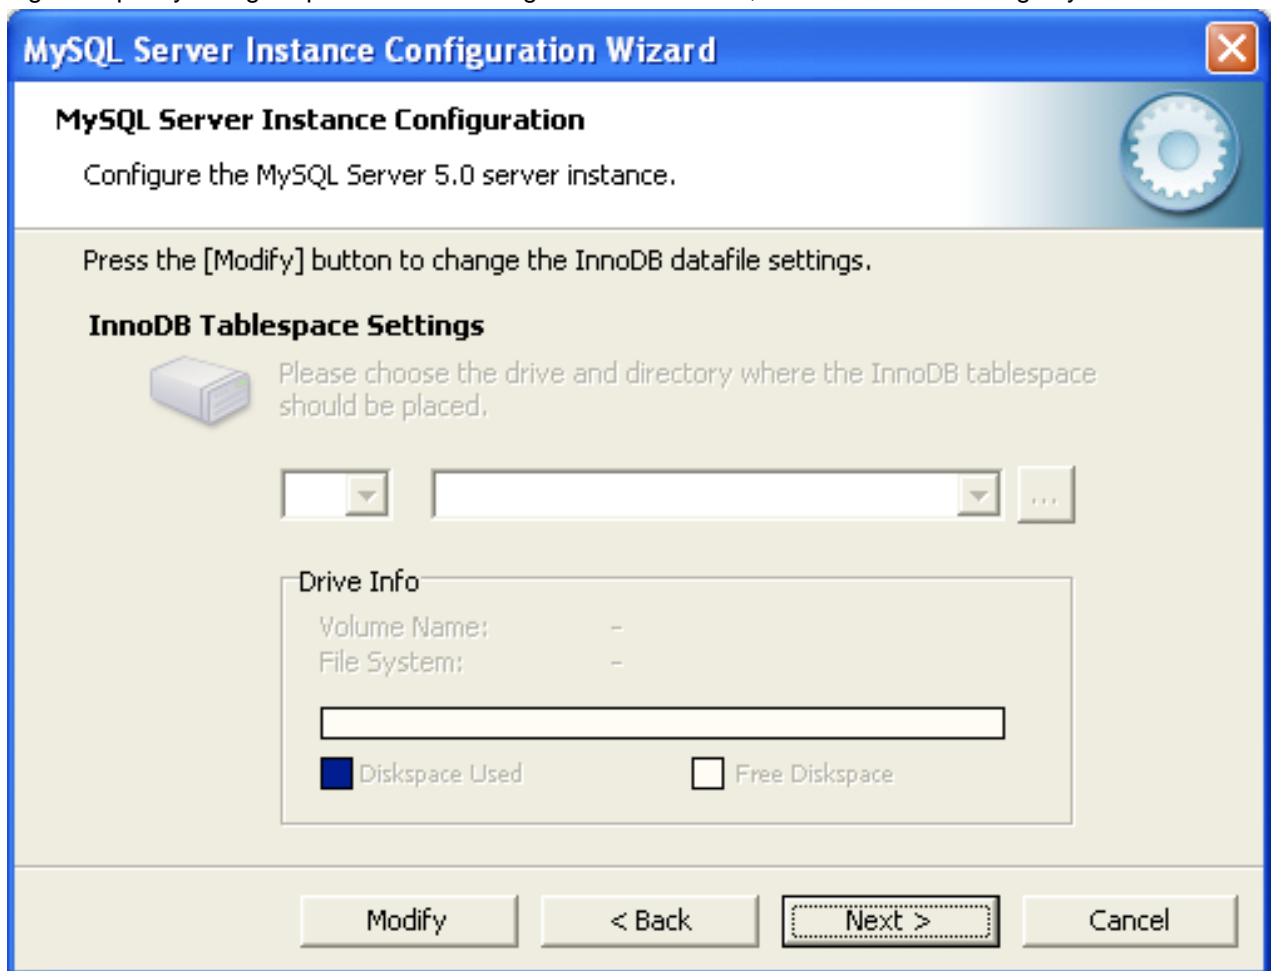 MySQL Server Instance Configuration Wizard
MySQL Server Instance Configuration
Configure the MySQL Server 5.0 server instance.
Press the [Modify] button to change the InnoDB datafile settings.
InnoDB Tablespace Settings
Please choose the drive and directory where the InnoDB tablespace
should be placed.
...
Drive Info
Volume Name: -
File System: -
Diskspace Used Free Diskspace
Modify < Back Next > Cancel